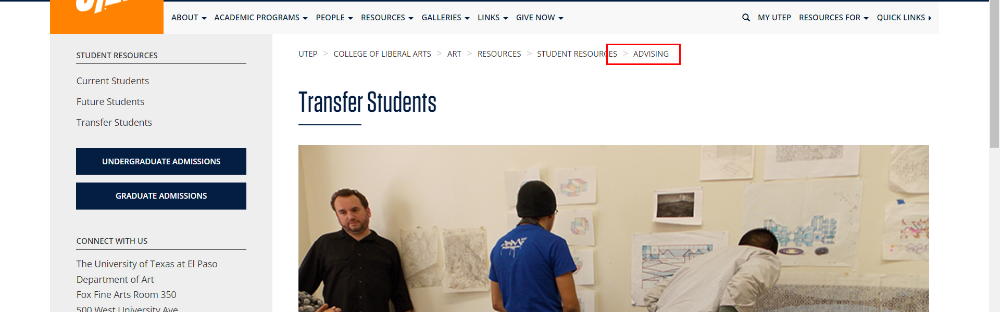 ABOUT ACADEMIC PROGRAMS PEOPLE RESOURCES GALLERIES LINKS GIVE NOW MY UTEP RESOURCES FOR QUICK LINKS
STUDENT RESOURCES
Current Students
Future Students
Transfer Students
UNDERGRADUATE ADMISSIONS
GRADUATE ADMISSIONS
CONNECT WITH US
The University of Texas at El Paso
Department of Art
Fox Fine Arts Room 350
500 West University Ave
UTEP > COLLEGE OF LIBERAL ARTS > ART > RESOURCES > STUDENT RESOURCES > ADVISING
Transfer Students